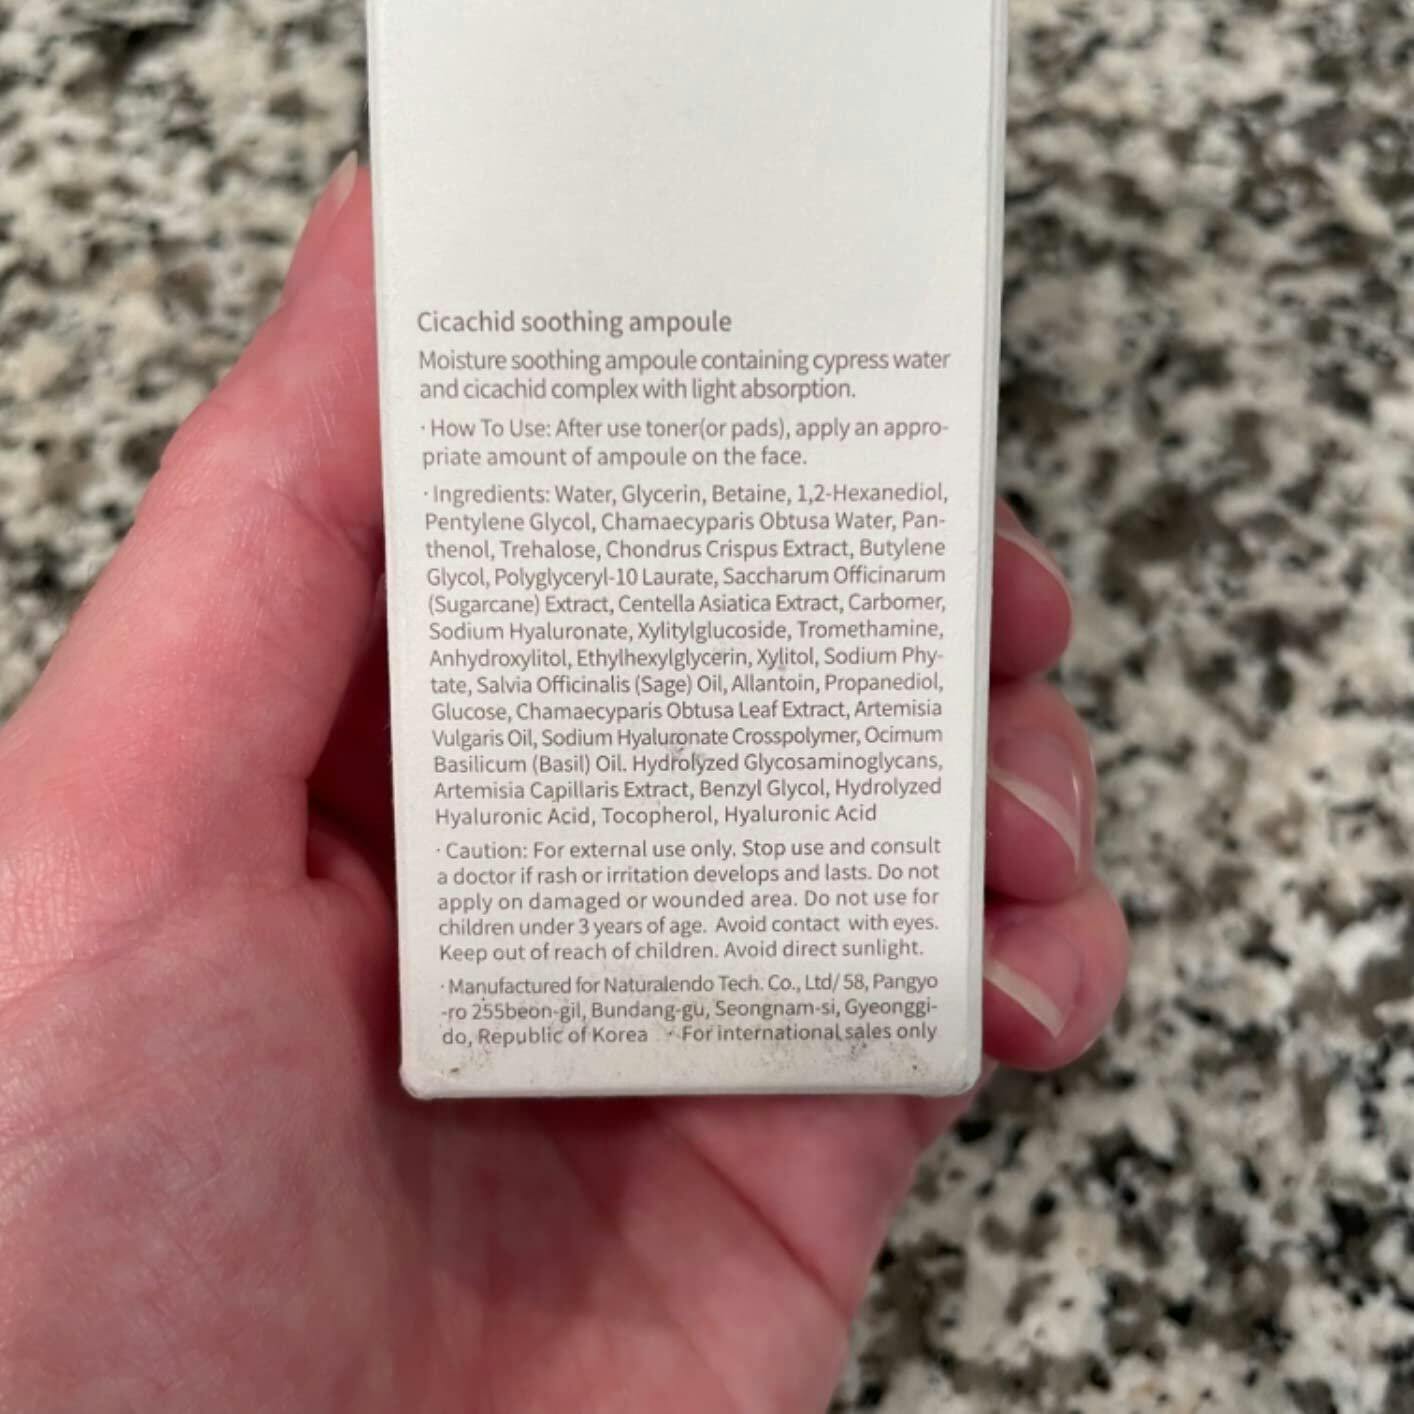 Cicachid soothing ampoule
Moisture soothing ampoule containing cypress water
and cicachid complex with light absorption.
· How To Use: After use toner(or pads), apply an appro-
priate amount of ampoule on the face.
· Ingredients: Water, Glycerin, Betaine, 1,2-Hexanediol,
Pentylene Glycol, Chamaecyparis Obtusa Water, Pan-
thenol, Trehalose, Chondrus Crispus Extract, Butylene
Glycol, Polyglyceryl-10 Laurate, Saccharum Officinarum
(Sugarcane) Extract, Centella Asiatica Extract, Carbomer,
Sodium Hyaluronate, Xylitylglucoside, Tromethamine,
Anhydroxylitol, Ethylhexylglycerin, Xylitol, Sodium Phy-
tate, Salvia Officinalis (Sage) Oil, Allantoin, Propanediol,
Glucose, Chamaecyparis Obtusa Leaf Extract, Artemisia
Vulgaris Oil, Sodium Hyaluronate Crosspolymer, Ocimum
Basilicum (Basil) Oil. Hydrolyzed Glycosaminoglycans,
Artemisia Capillaris Extract, Benzyl Glycol, Hydrolyzed
Hyaluronic Acid, Tocopherol, Hyaluronic Acid
· Caution: For external use only. Stop use and consult
a doctor if rash or irritation develops and lasts. Do not
apply on damaged or wounded area. Do not use for
children under 3 years of age. Avoid contact with eyes.
Keep out of reach of children. Avoid direct sunlight.
· Manufactured for Naturalendo Tech. Co., Ltd/ 58, Pangyo
-ro 255beon-gil, Bundang-gu, Seongnam-si, Gyeonggi-
do, Republic of Korea · For international sales only